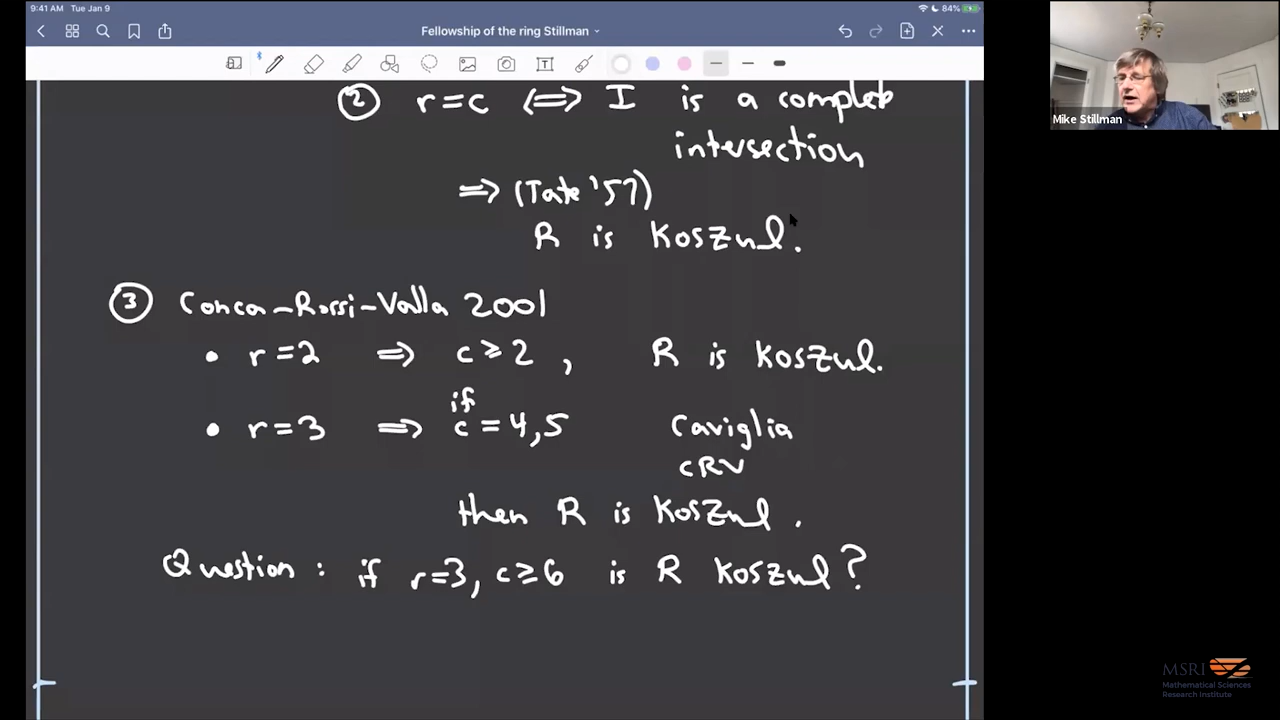 9:41 AM Tue Jan 9
84%
Fellowship of the ring Stillman
② r=c ⟺ I is a complete
intersection
⟹ (Tate '57)
R is Koszul.
③ Conca-Rossi-Valla 2001
• r=2 ⟹ c≥2, R is Koszul.
if
• r=3 ⟹ c=4,5 Caviglia
CRV
then R is Koszul.
Question: if r=3, c≥6 is R Koszul?
Mike Stillman
MSRI
Mathematical Sciences
Research Institute